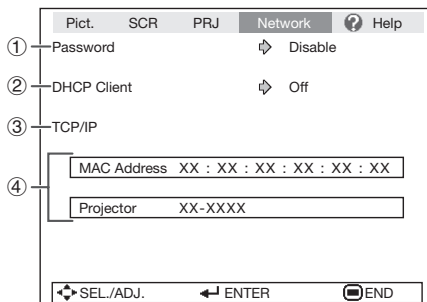 Pict. SCR PRJ Network ? Help
① Password Disable
② DHCP Client Off
③ TCP/IP
④
MAC Address XX : XX : XX : XX : XX : XX
Projector XX-XXXX
SEL./ADJ. ENTER END